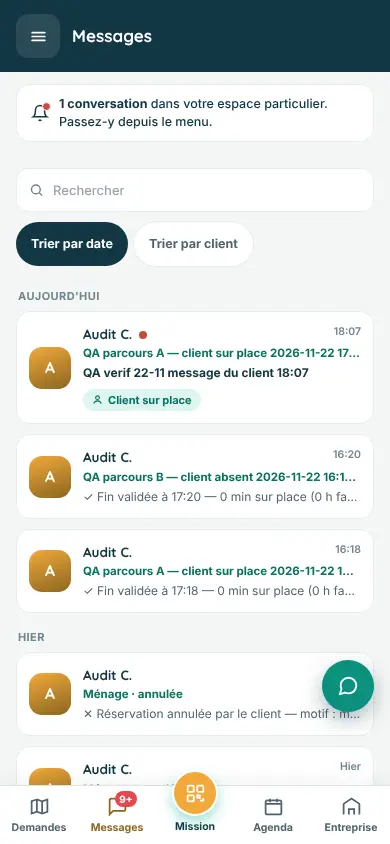 Messages
1 conversation dans votre espace particulier.
Passez-y depuis le menu.
Rechercher
Trier par date
Trier par client
AUJOURD'HUI
A
Audit C.
18:07
QA parcours A — client sur place 2026-11-22 17…
QA verif 22-11 message du client 18:07
Client sur place
A
Audit C.
16:20
QA parcours B — client absent 2026-11-22 16:1…
✓ Fin validée à 17:20 — 0 min sur place (0 h fa…
A
Audit C.
16:18
QA parcours A — client sur place 2026-11-22 1…
✓ Fin validée à 17:18 — 0 min sur place (0 h fa…
HIER
A
Audit C.
Ménage · annulée
✕ Réservation annulée par le client — motif : m…
Audit C.
Hier
9+
Demandes
Messages
Mission
Agenda
Entreprise